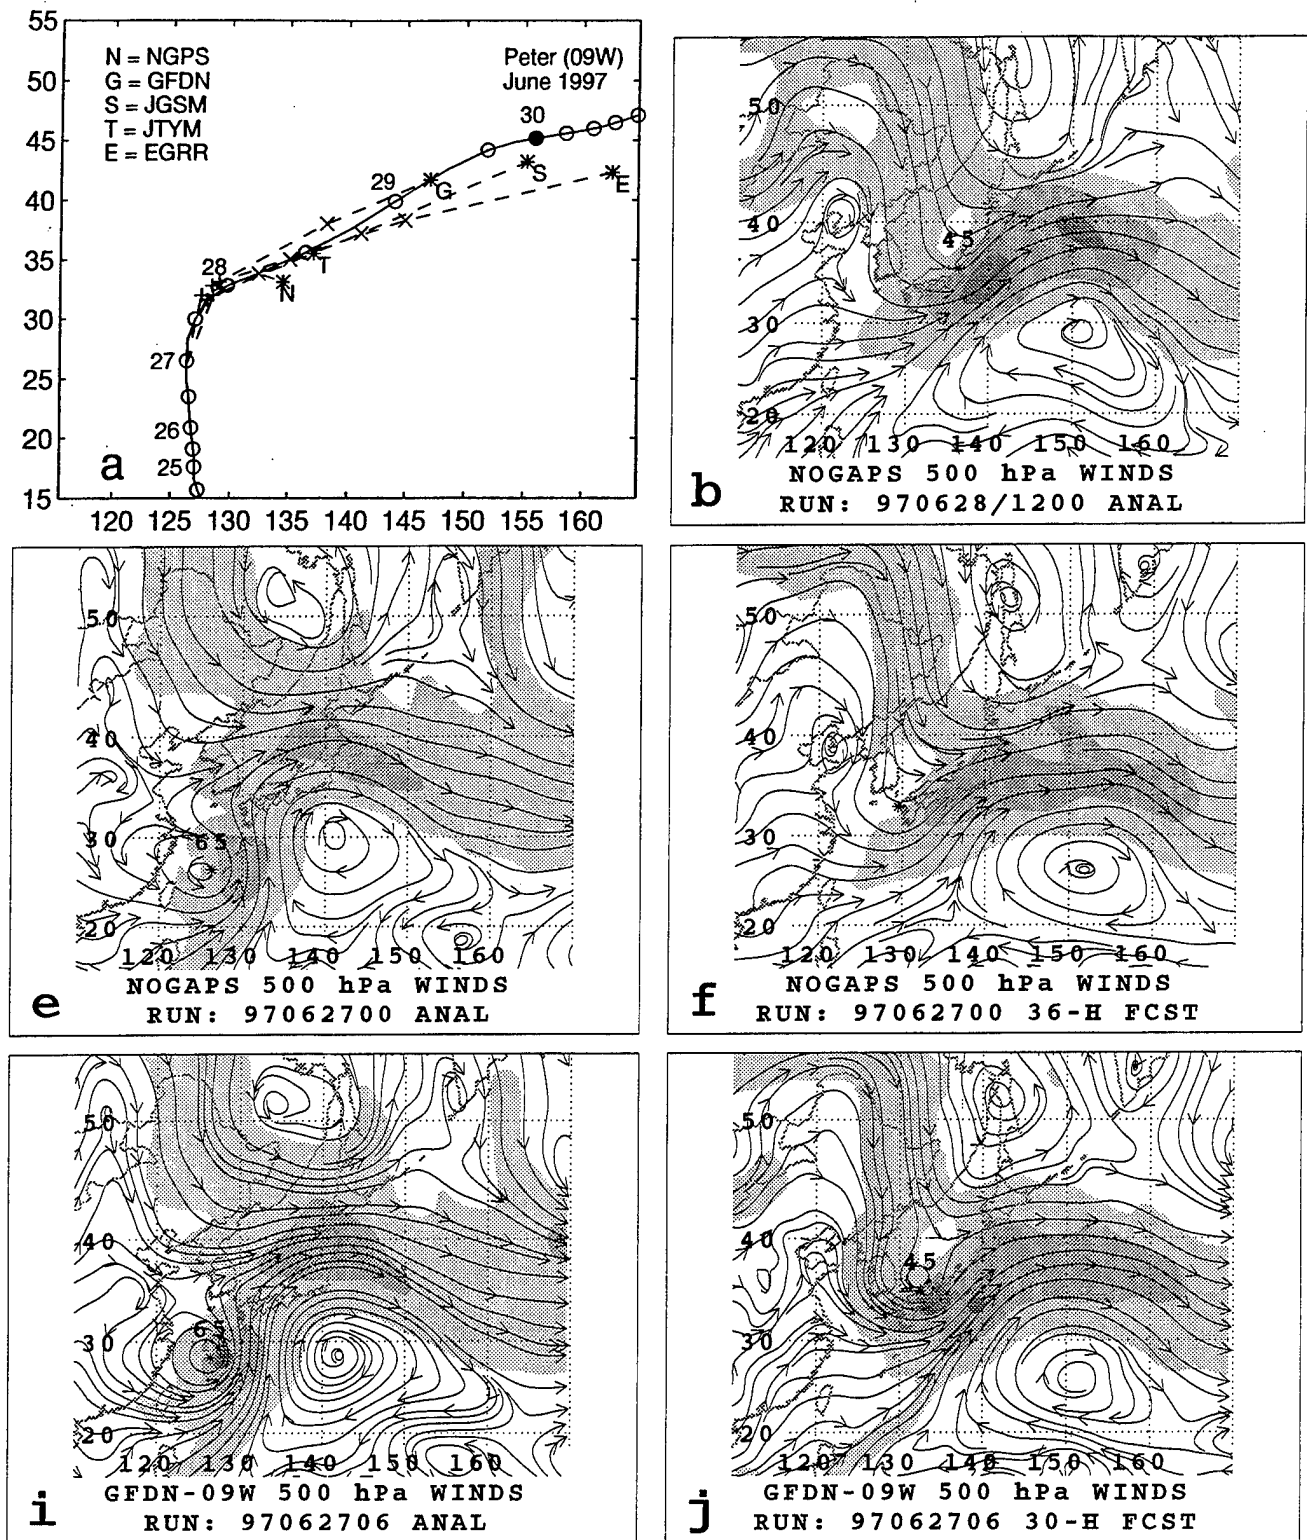 55
50
45
40
35
30
25
20
15
N = NGPS
G = GFDN
S = JGSM
T = JTYM
E = EGRR
Peter (09W)
June 1997
30
29
28
27
26
25
G
S
E
T
N
a
120 125 130 135 140 145 150 155 160
50
40
30
20
45
120 130 140 150 160
b
NOGAPS 500 hPa WINDS
RUN: 970628/1200 ANAL
50
40
30
20
65
120 130 140 150 160
e
NOGAPS 500 hPa WINDS
RUN: 97062700 ANAL
50
40
30
20
120 130 140 150 160
f
NOGAPS 500 hPa WINDS
RUN: 97062700 36-H FCST
50
40
30
20
65
120 130 140 150 160
i
GFDN-09W 500 hPa WINDS
RUN: 97062706 ANAL
50
40
30
20
45
120 130 140 150 160
j
GFDN-09W 500 hPa WINDS
RUN: 97062706 30-H FCST